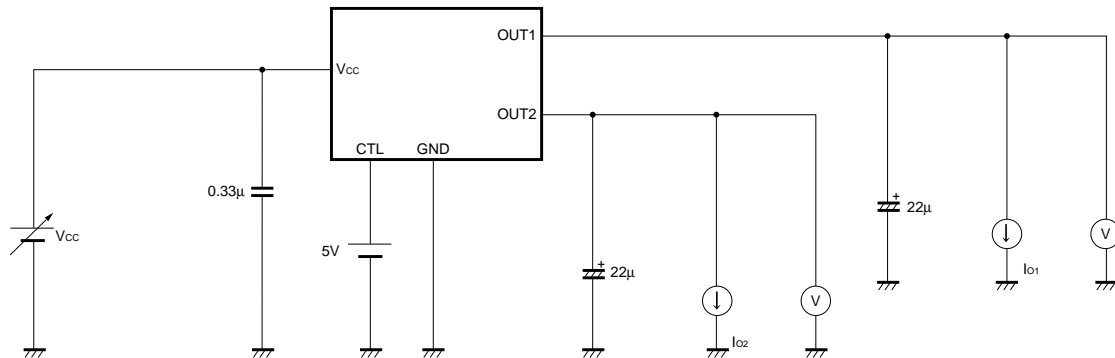 OUT1
VCC
OUT2
CTL GND
0.33μ
+
22μ
VCC
5V
+
22μ
V
IO1
V
IO2